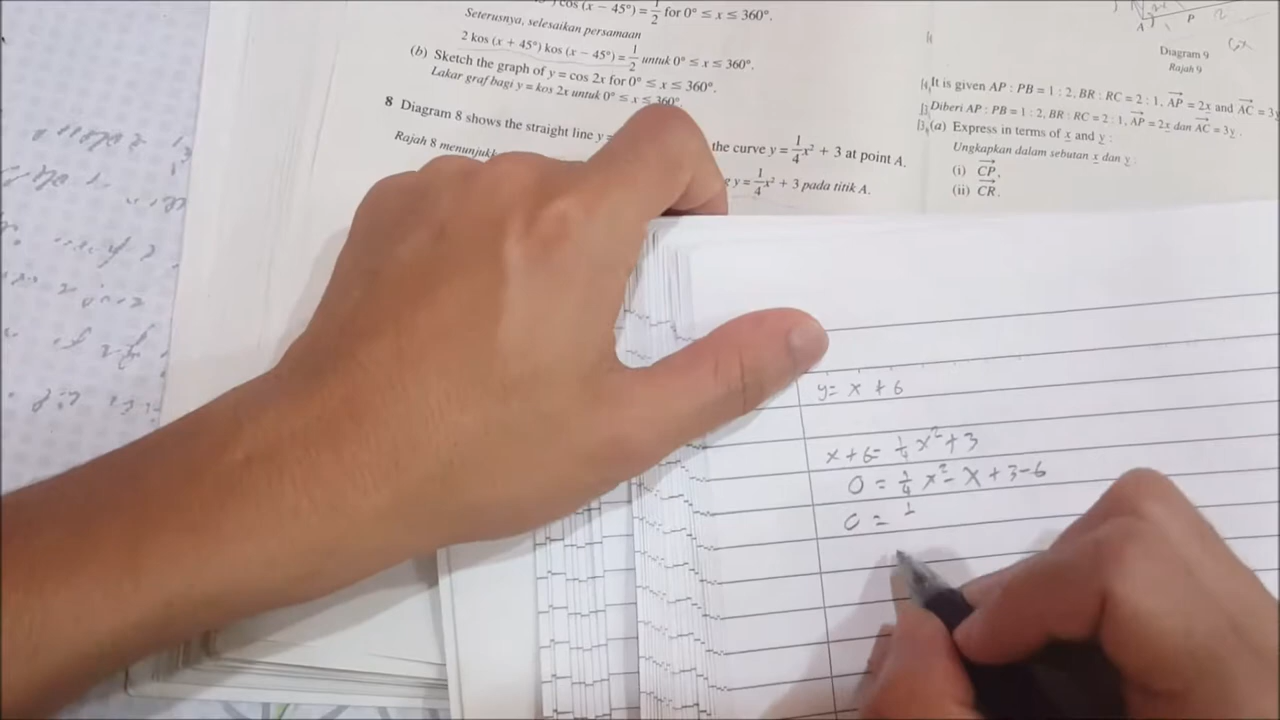 cos (x − 45°) = 1/2 for 0° ≤ x ≤ 360°.
Seterusnya, selesaikan persamaan
2 kos (x + 45°) kos (x − 45°) = 1/2 untuk 0° ≤ x ≤ 360°.
(b) Sketch the graph of y = cos 2x for 0° ≤ x ≤ 360°.
Lakar graf bagi y = kos 2x untuk 0° ≤ x ≤ 360°
8 Diagram 8 shows the straight line y = the curve y = 1/4 x² + 3 at point A.
Rajah 8 y = 1/4 x² + 3 pada titik A.
A P
Diagram 9
Rajah 9
It is given AP : PB = 1 : 2, BR : RC = 2 : 1, AP→ = 2x and AC→ = 3y
Diberi AP : PB = 1 : 2, BR : RC = 2 : 1, AP→ = 2x dan AC→ = 3y.
(a) Express in terms of x and y :
Ungkapkan dalam sebutan x dan y :
(i) CP→,
(ii) CR→.
y = x + 6
x + 6 = 1/4 x² + 3
0 = 1/4 x² − x + 3 − 6
0 = 1